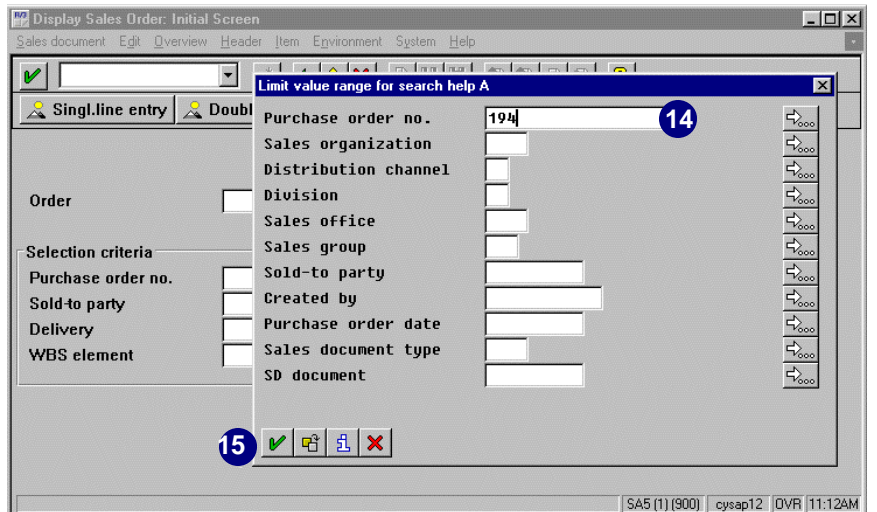 Display Sales Order: Initial Screen
Sales document Edit Overview Header Item Environment System Help
Singl.line entry Doubl
Order
Selection criteria
Purchase order no.
Sold-to party
Delivery
WBS element
Limit value range for search help A
Purchase order no. 194 14
Sales organization
Distribution channel
Division
Sales office
Sales group
Sold-to party
Created by
Purchase order date
Sales document type
SD document
15
SA5 (1) (900) cysap12 OVR 11:12AM